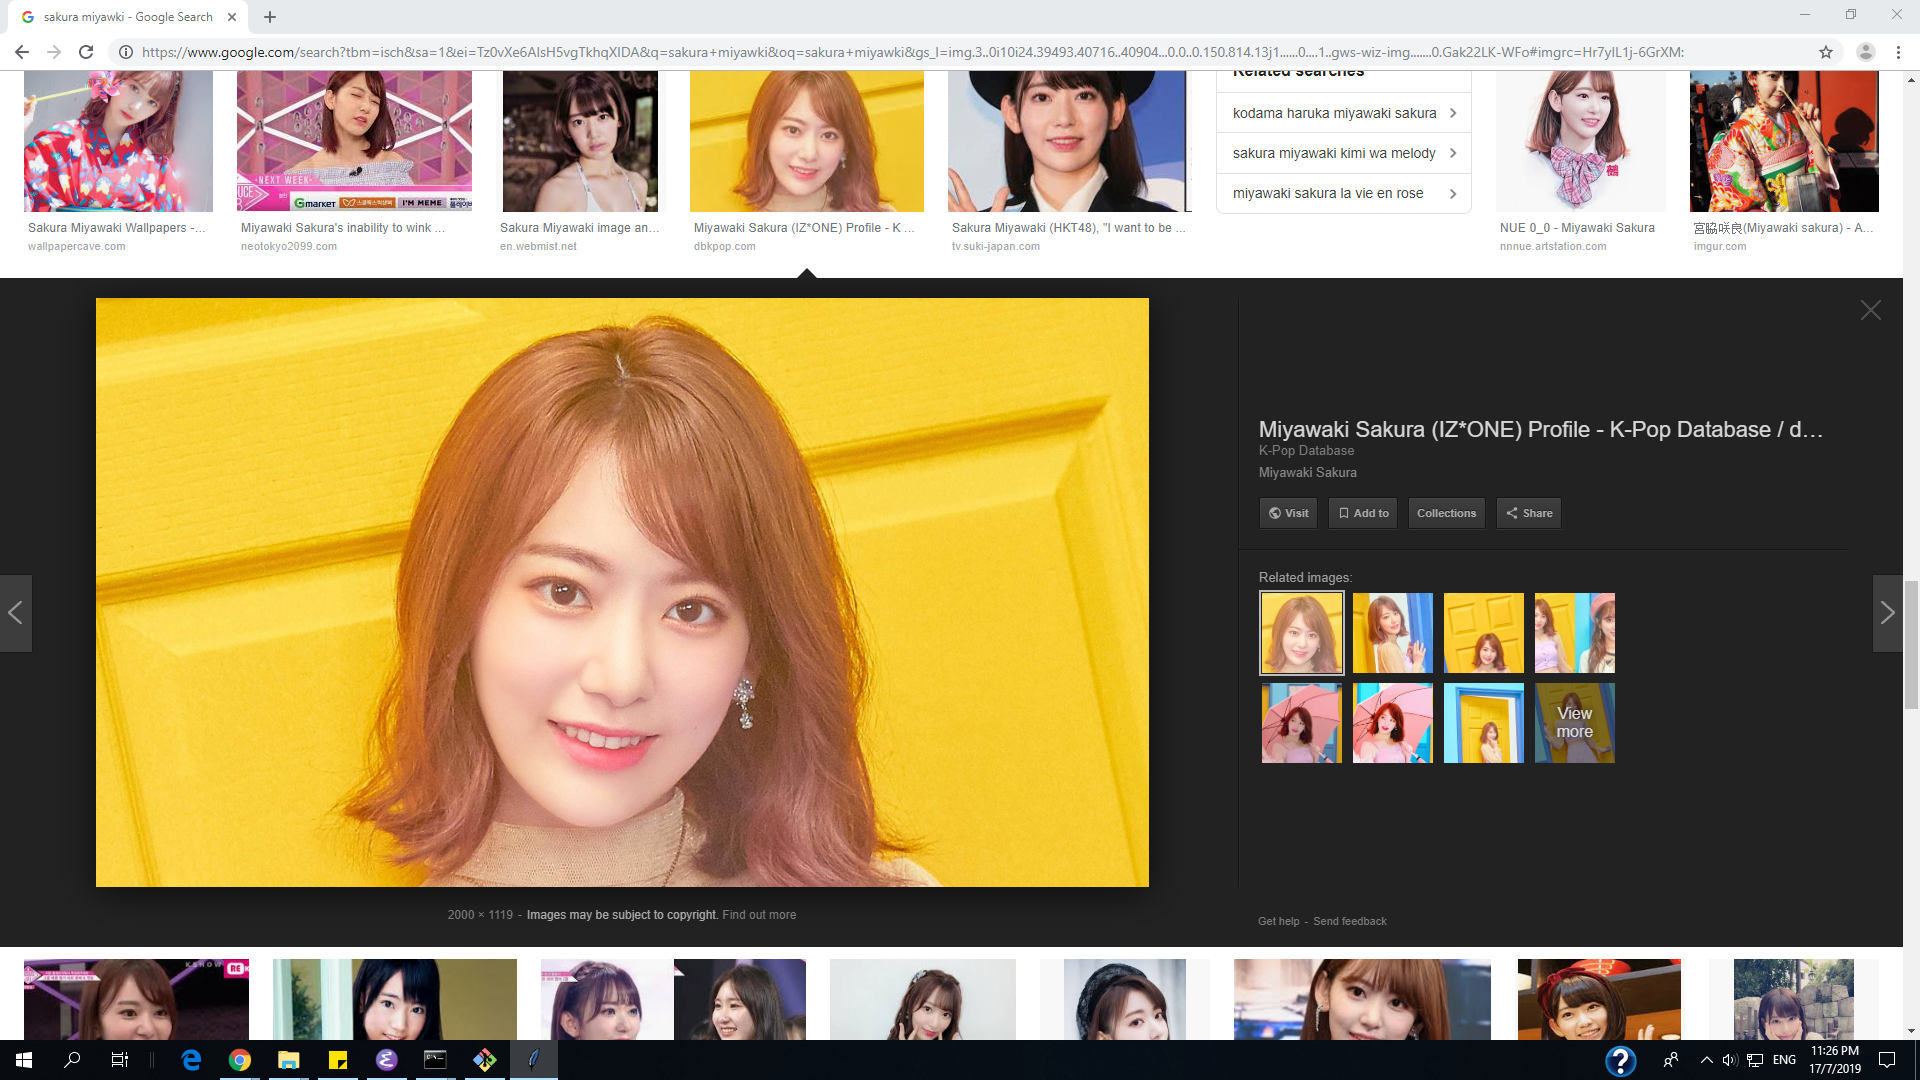 sakura miyawki - Google Search
https://www.google.com/search?tbm=isch&sa=1&ei=Tz0vXe6AIsH5vgTkhqXIDA&q=sakura+miyawki&oq=sakura+miyawki&gs_l=img.3..0i10i24.39493.40716..40904...0.0..0.150.814.13j1......0....1..gws-wiz-img.......0.Gak22LK-WFo#imgrc=Hr7yIL1j-6GrXM:
Related searches
kodama haruka miyawaki sakura
sakura miyawaki kimi wa melody
miyawaki sakura la vie en rose
-NEXT WEEK-
Gmarket
I'M MEME
Sakura Miyawaki Wallpapers -...
wallpapercave.com
Miyawaki Sakura's inability to wink ...
neotokyo2099.com
Sakura Miyawaki image an...
en.webmist.net
Miyawaki Sakura (IZ*ONE) Profile - K ...
dbkpop.com
Sakura Miyawaki (HKT48), "I want to be ...
tv.suki-japan.com
NUE 0_0 - Miyawaki Sakura
nnnue.artstation.com
宮脇咲良(Miyawaki sakura) - A...
imgur.com
Miyawaki Sakura (IZ*ONE) Profile - K-Pop Database / d...
K-Pop Database
Miyawaki Sakura
Visit
Add to
Collections
Share
Related images:
View
more
2000 × 1119 - Images may be subject to copyright. Find out more
Get help - Send feedback
KSHOW
RE
ENG
11:26 PM
17/7/2019